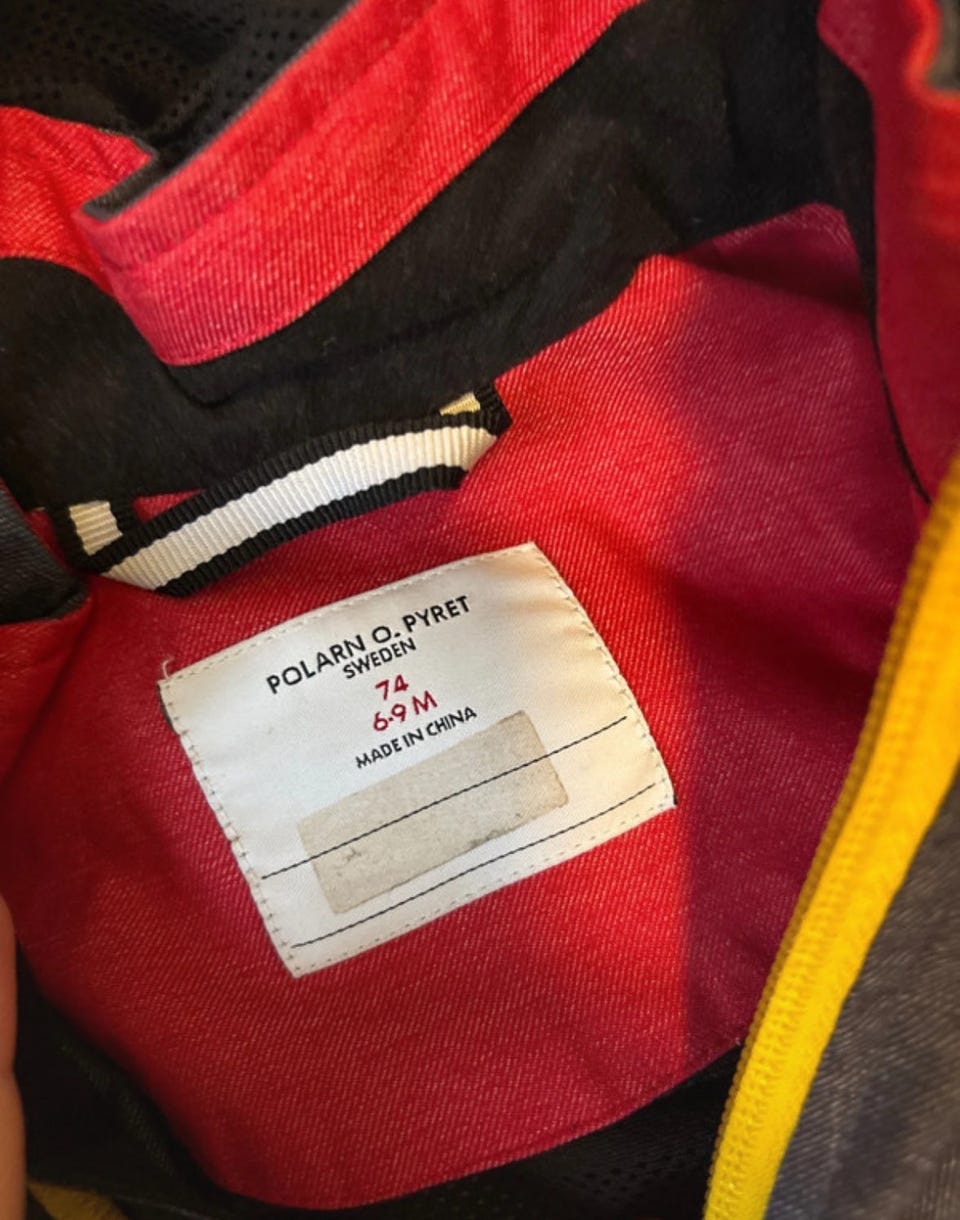 POLARN O. PYRET
SWEDEN
74
6-9 M
MADE IN CHINA